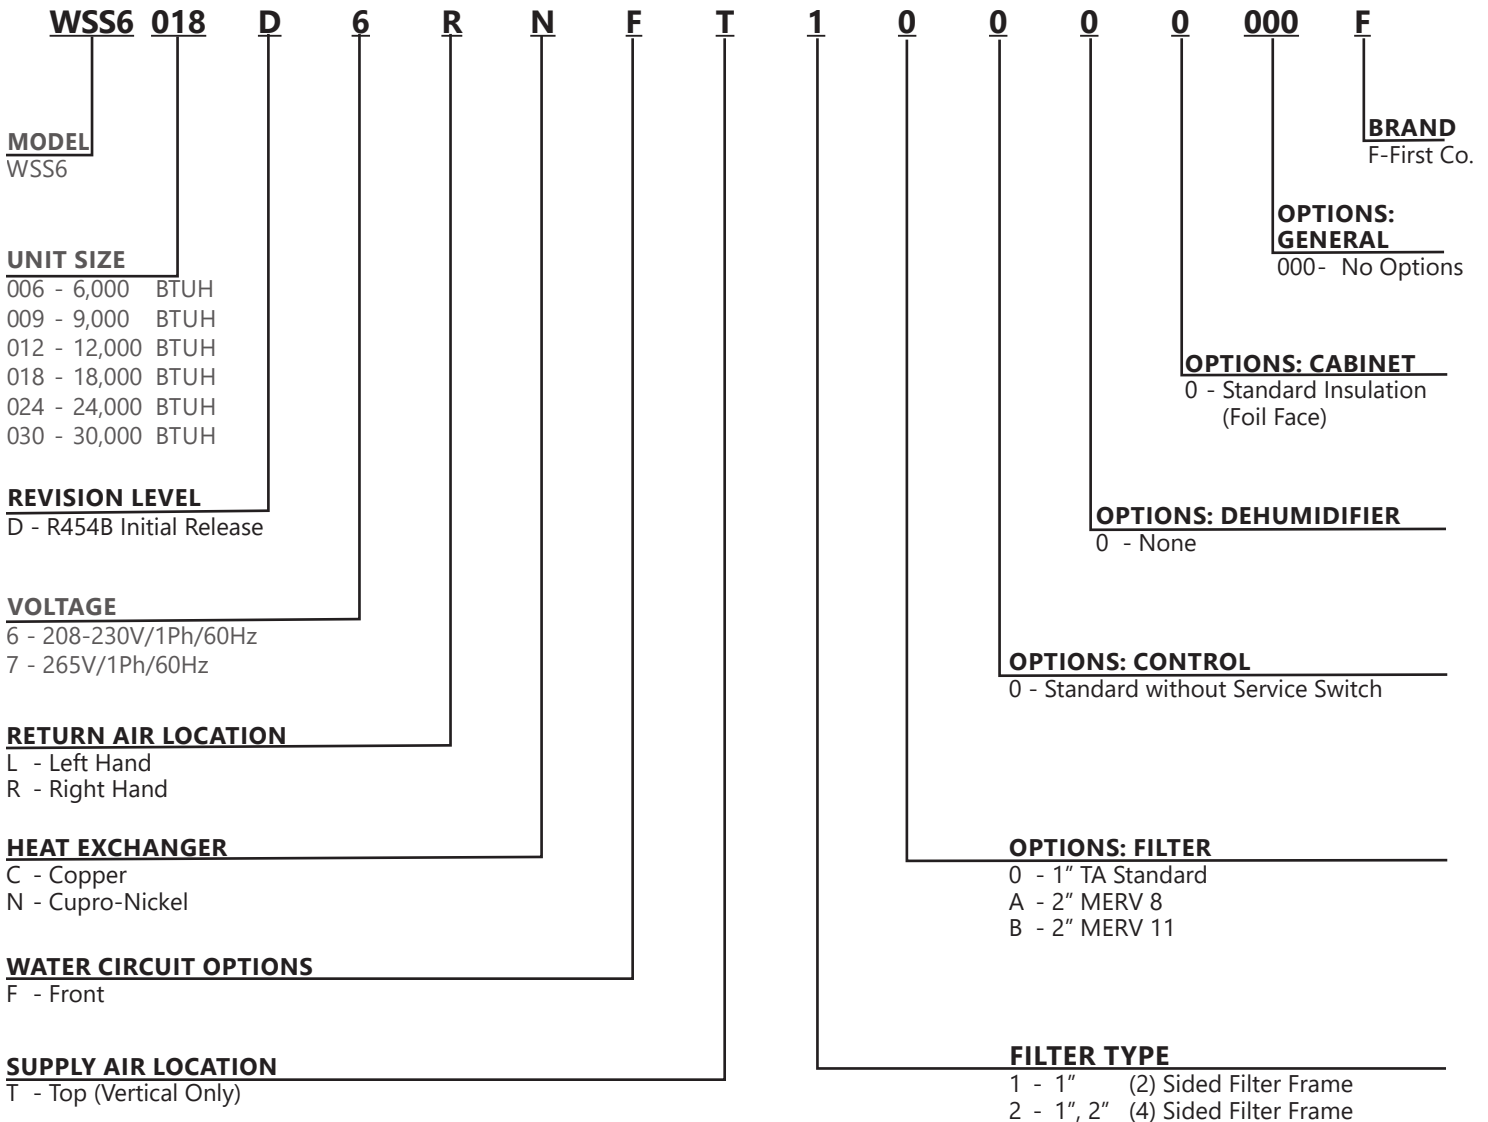 WSS6 018 D 6 R N F T 1 0 0 0 0 000 F
MODEL
WSS6
UNIT SIZE
006 - 6,000 BTUH
009 - 9,000 BTUH
012 - 12,000 BTUH
018 - 18,000 BTUH
024 - 24,000 BTUH
030 - 30,000 BTUH
REVISION LEVEL
D - R454B Initial Release
VOLTAGE
6 - 208-230V/1Ph/60Hz
7 - 265V/1Ph/60Hz
RETURN AIR LOCATION
L - Left Hand
R - Right Hand
HEAT EXCHANGER
C - Copper
N - Cupro-Nickel
WATER CIRCUIT OPTIONS
F - Front
SUPPLY AIR LOCATION
T - Top (Vertical Only)
BRAND
F-First Co.
OPTIONS:
GENERAL
000- No Options
OPTIONS: CABINET
0 - Standard Insulation
(Foil Face)
OPTIONS: DEHUMIDIFIER
0 - None
OPTIONS: CONTROL
0 - Standard without Service Switch
OPTIONS: FILTER
0 - 1″ TA Standard
A - 2″ MERV 8
B - 2″ MERV 11
FILTER TYPE
1 - 1″ (2) Sided Filter Frame
2 - 1″, 2″ (4) Sided Filter Frame